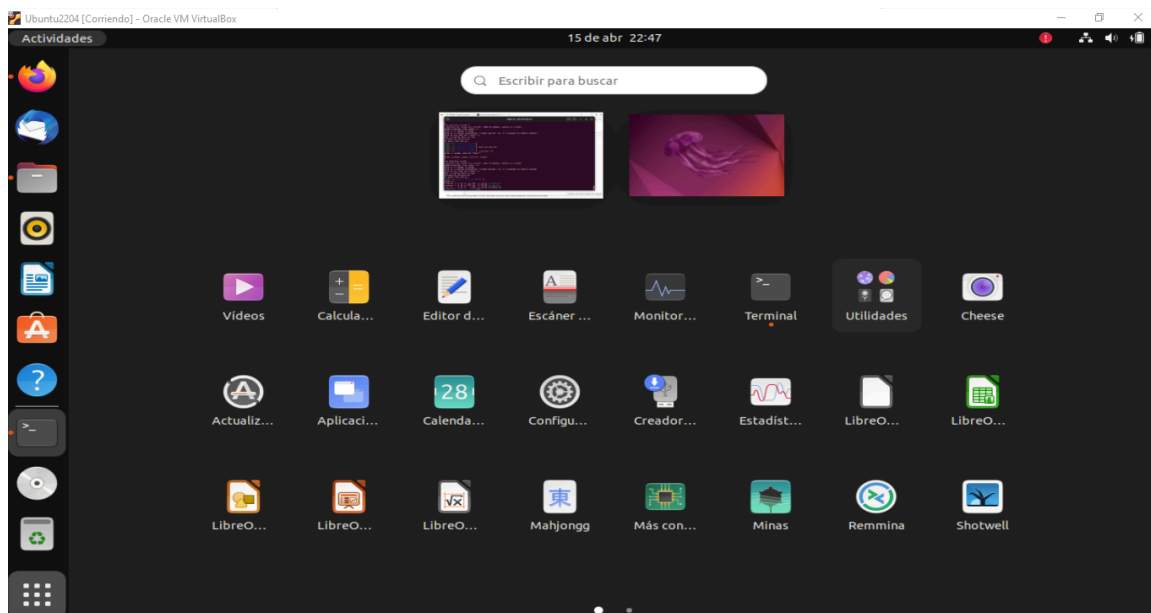 Ubuntu2204 [Corriendo] - Oracle VM VirtualBox
Actividades
15 de abr 22:47
Escribir para buscar
Vídeos
Calcula...
Editor d...
Escáner ...
Monitor...
Terminal
Utilidades
Cheese
Actualiz...
Aplicaci...
28
Calenda...
Configu...
Creador...
Estadíst...
LibreO...
LibreO...
LibreO...
LibreO...
LibreO...
東
Mahjongg
Más con...
Minas
Remmina
Shotwell